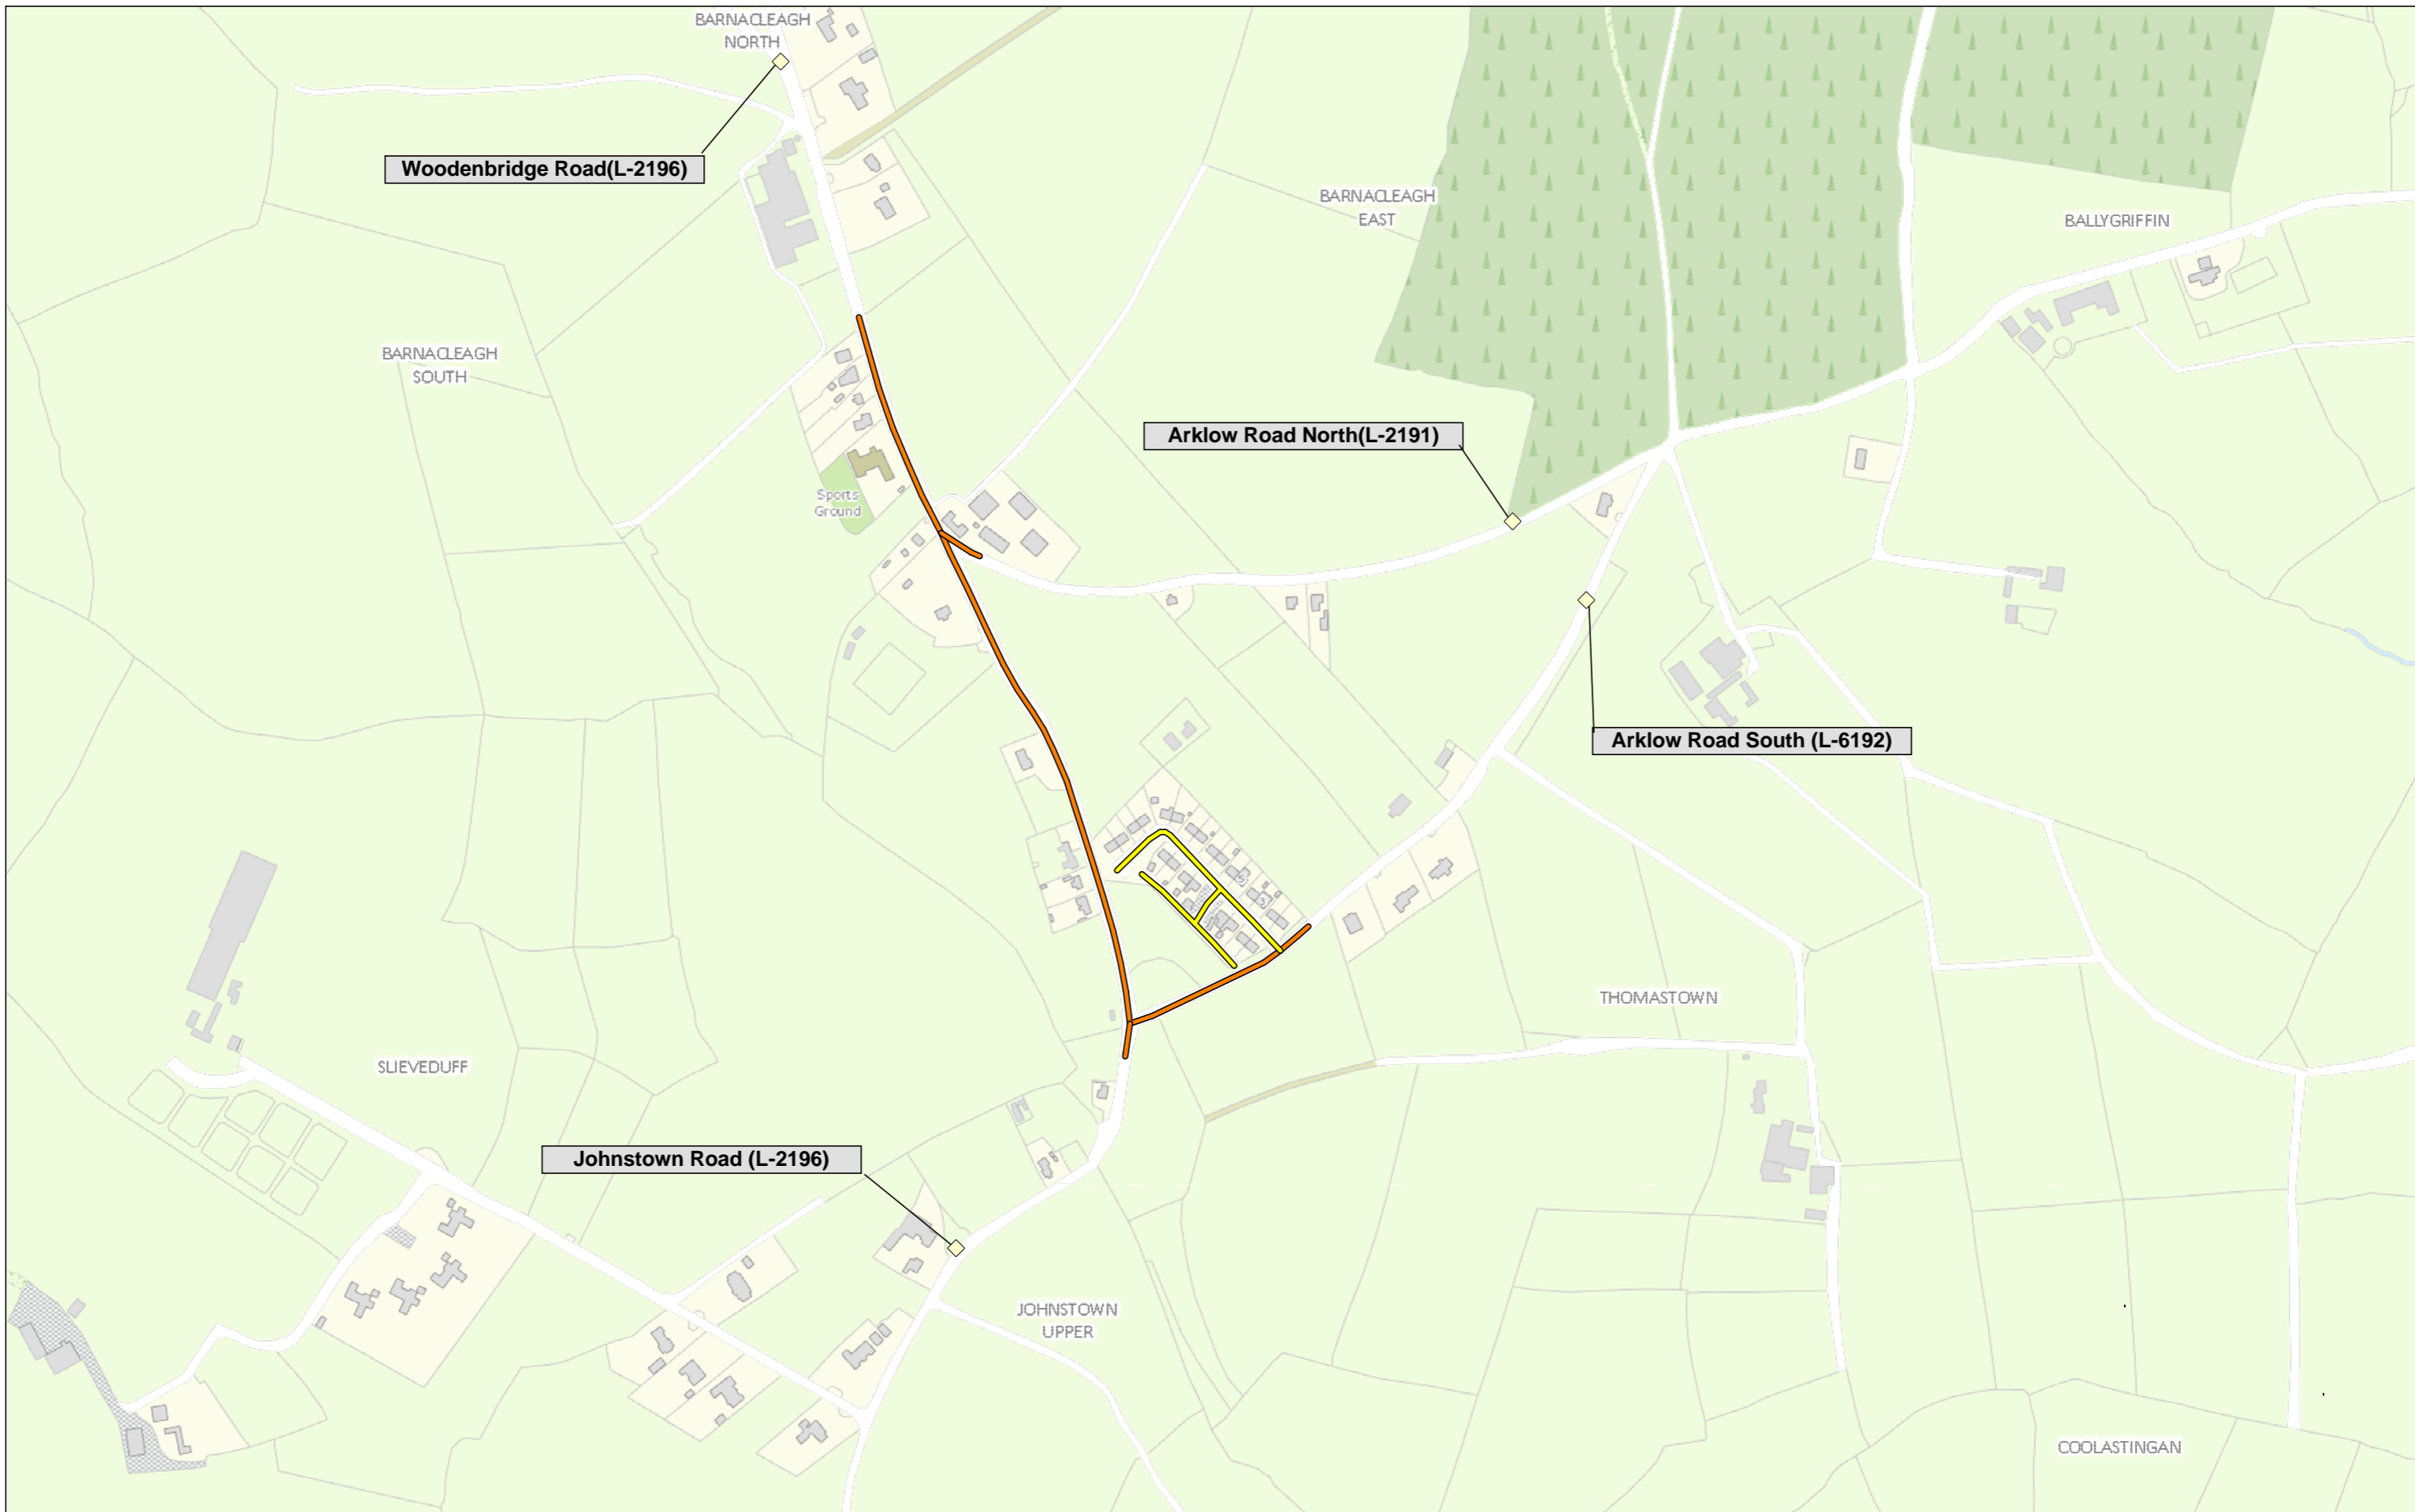 BARNACLEAGH
NORTH
Woodenbridge Road(L-2196)
BARNACLEAGH
EAST
BALLYGRIFFIN
BARNACLEAGH
SOUTH
Arklow Road North(L-2191)
Sports
Ground
Arklow Road South (L-6192)
THOMASTOWN
SLIEVEDUFF
Johnstown Road (L-2196)
JOHNSTOWN
UPPER
COOLASTINGAN